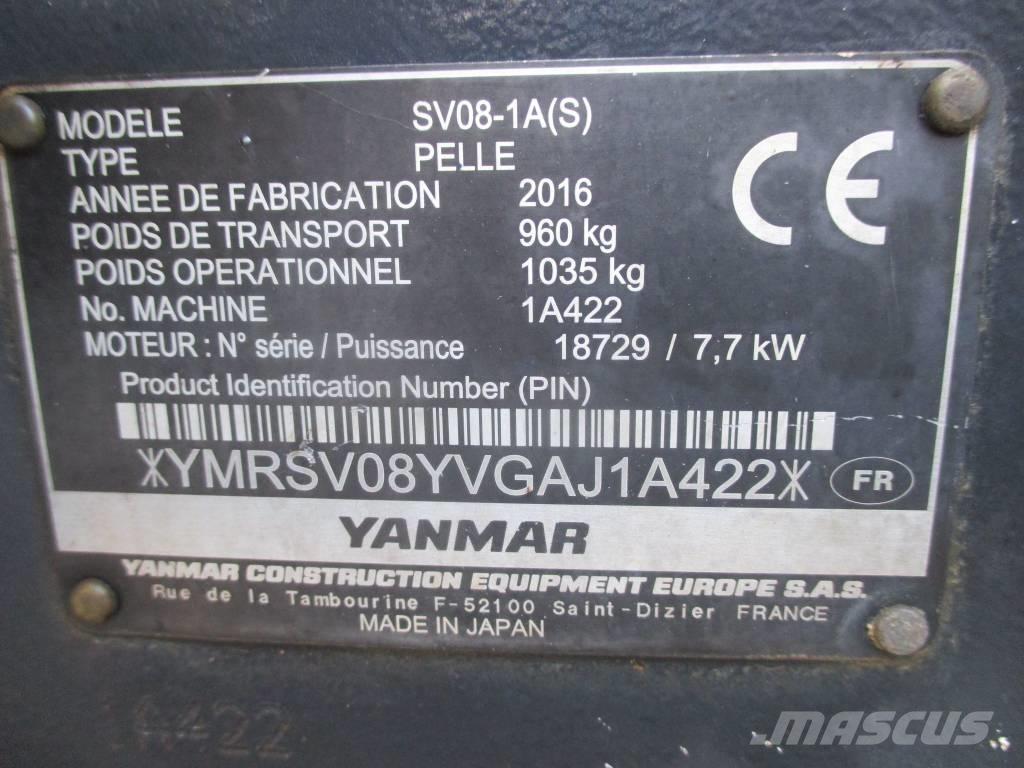 MODELE SV08-1A(S)
TYPE PELLE
ANNEE DE FABRICATION 2016
POIDS DE TRANSPORT 960 kg
POIDS OPERATIONNEL 1035 kg
No. MACHINE 1A422
MOTEUR : N° série / Puissance 18729 / 7,7 kW
CE
Product Identification Number (PIN)
YMRSV08YVGAJ1A422
FR
YANMAR
YANMAR CONSTRUCTION EQUIPMENT EUROPE S.A.S.
Rue de la Tambourine F-52100 Saint-Dizier FRANCE
MADE IN JAPAN
1A422
MASCUS